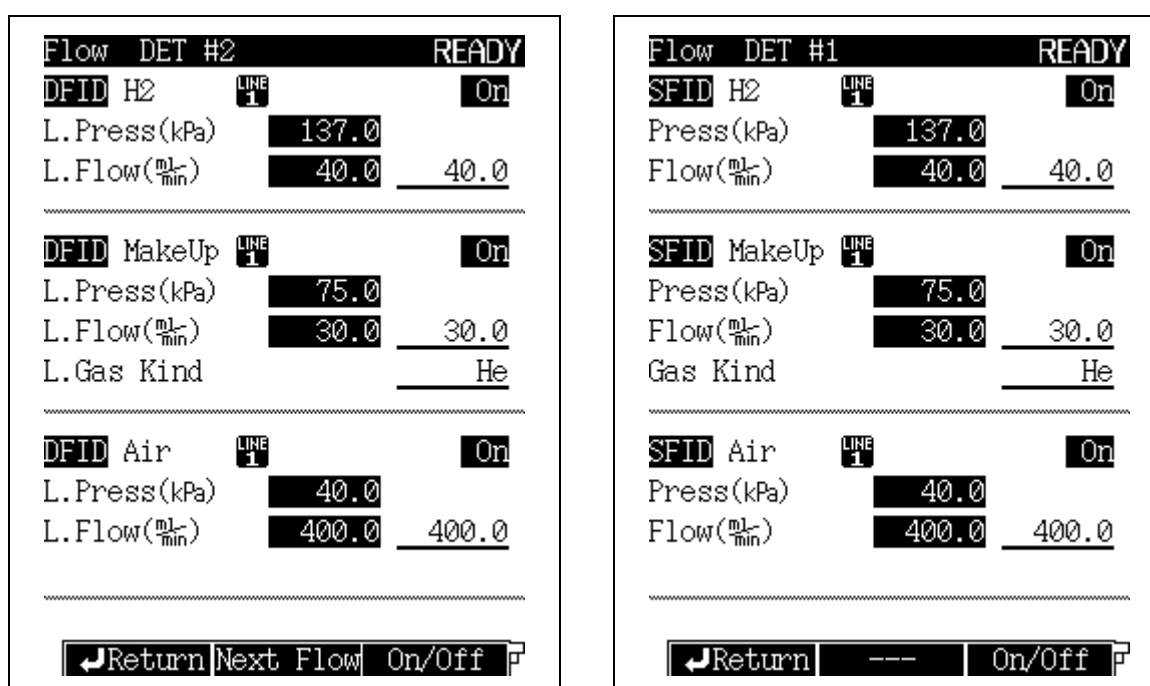 Flow DET #2 READY
DFID H2 LINE 1 On
L.Press(kPa) 137.0
L.Flow(ml/min) 40.0 40.0
DFID MakeUp LINE 1 On
L.Press(kPa) 75.0
L.Flow(ml/min) 30.0 30.0
L.Gas Kind He
DFID Air LINE 1 On
L.Press(kPa) 40.0
L.Flow(ml/min) 400.0 400.0
↵Return Next Flow On/Off
Flow DET #1 READY
SFID H2 LINE 1 On
Press(kPa) 137.0
Flow(ml/min) 40.0 40.0
SFID MakeUp LINE 1 On
Press(kPa) 75.0
Flow(ml/min) 30.0 30.0
Gas Kind He
SFID Air LINE 1 On
Press(kPa) 40.0
Flow(ml/min) 400.0 400.0
↵Return --- On/Off